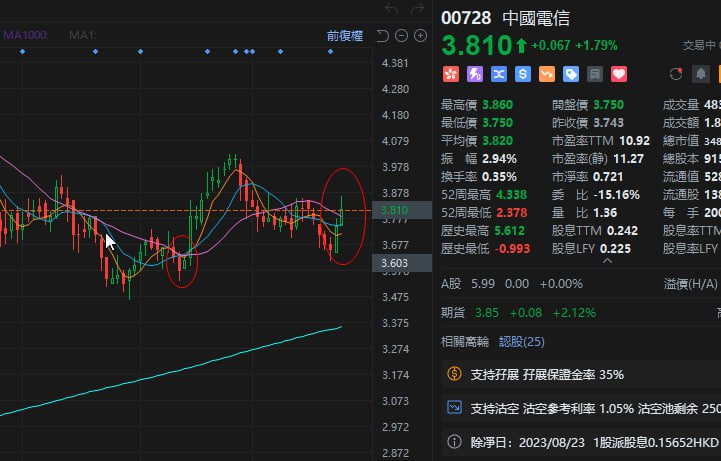 MA1000:
MA1:
前復權
4.381
4.280
4.180
4.079
3.978
3.878
3.810
3.777
3.677
3.603
3.576
3.475
3.375
3.274
3.174
3.073
2.972
2.872
00728 中國電信
3.810 +0.067 +1.79% 交易中
最高價 3.860 開盤價 3.750 成交量 483
最低價 3.750 昨收價 3.743 成交額 1.8
平均價 3.820 市盈率TTM 10.92 總市值 348
振 幅 2.94% 市盈率(靜) 11.27 總股本 915
換手率 0.35% 市淨率 0.721 流通值 528
52周最高 4.338 委 比 -15.16% 流通股 138
52周最低 2.378 量 比 1.36 每 手 200
歷史最高 5.612 股息TTM 0.242 股息率TTM
歷史最低 -0.993 股息LFY 0.225 股息率LFY
A股 5.99 0.00 +0.00% 溢價(H/A)
期貨 3.85 +0.08 +2.12%
相關窩輪 認股(25)
支持孖展 孖展保證金率 35%
支持沽空 沽空參考利率 1.05% 沽空池剩余 250
除淨日：2023/08/23 1股派股息0.15652HKD